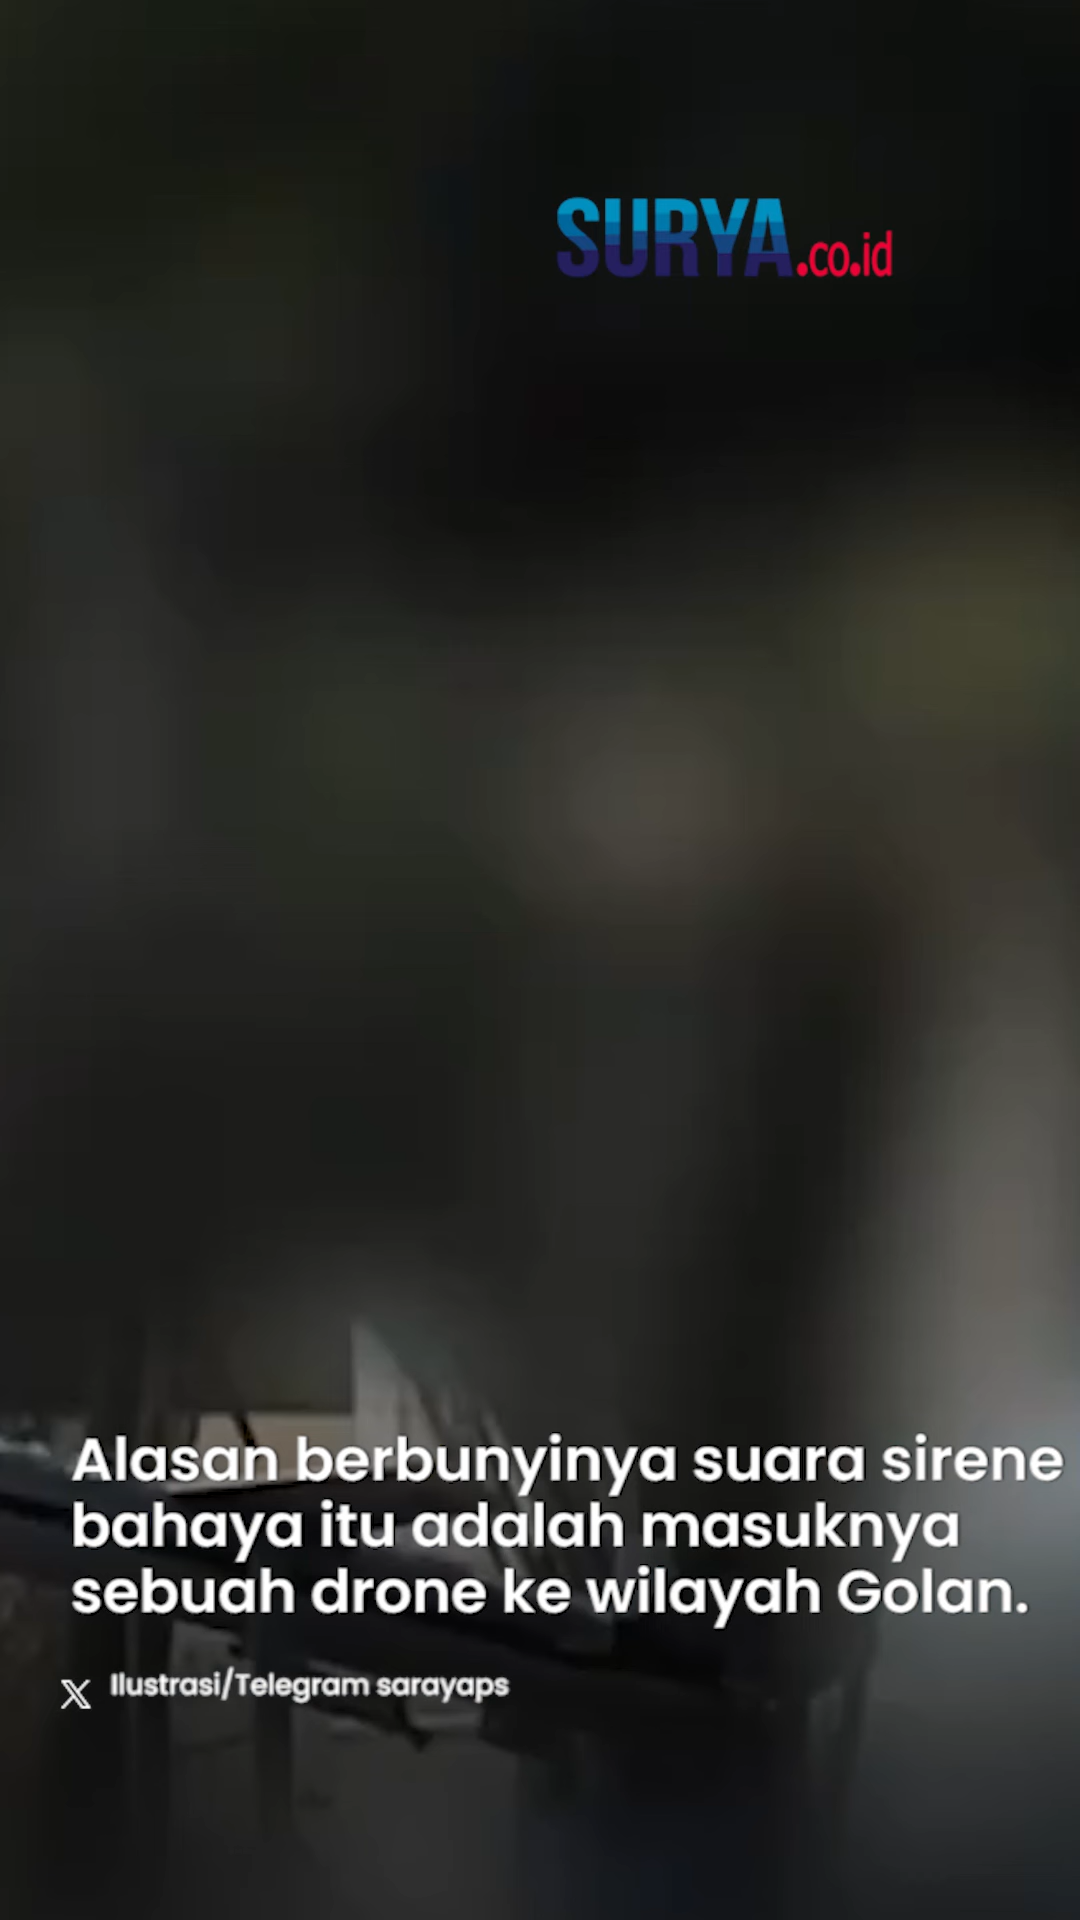 SURYA.co.id
Alasan berbunyinya suara sirene
bahaya itu adalah masuknya
sebuah drone ke wilayah Golan.
X Ilustrasi/Telegram sarayaps